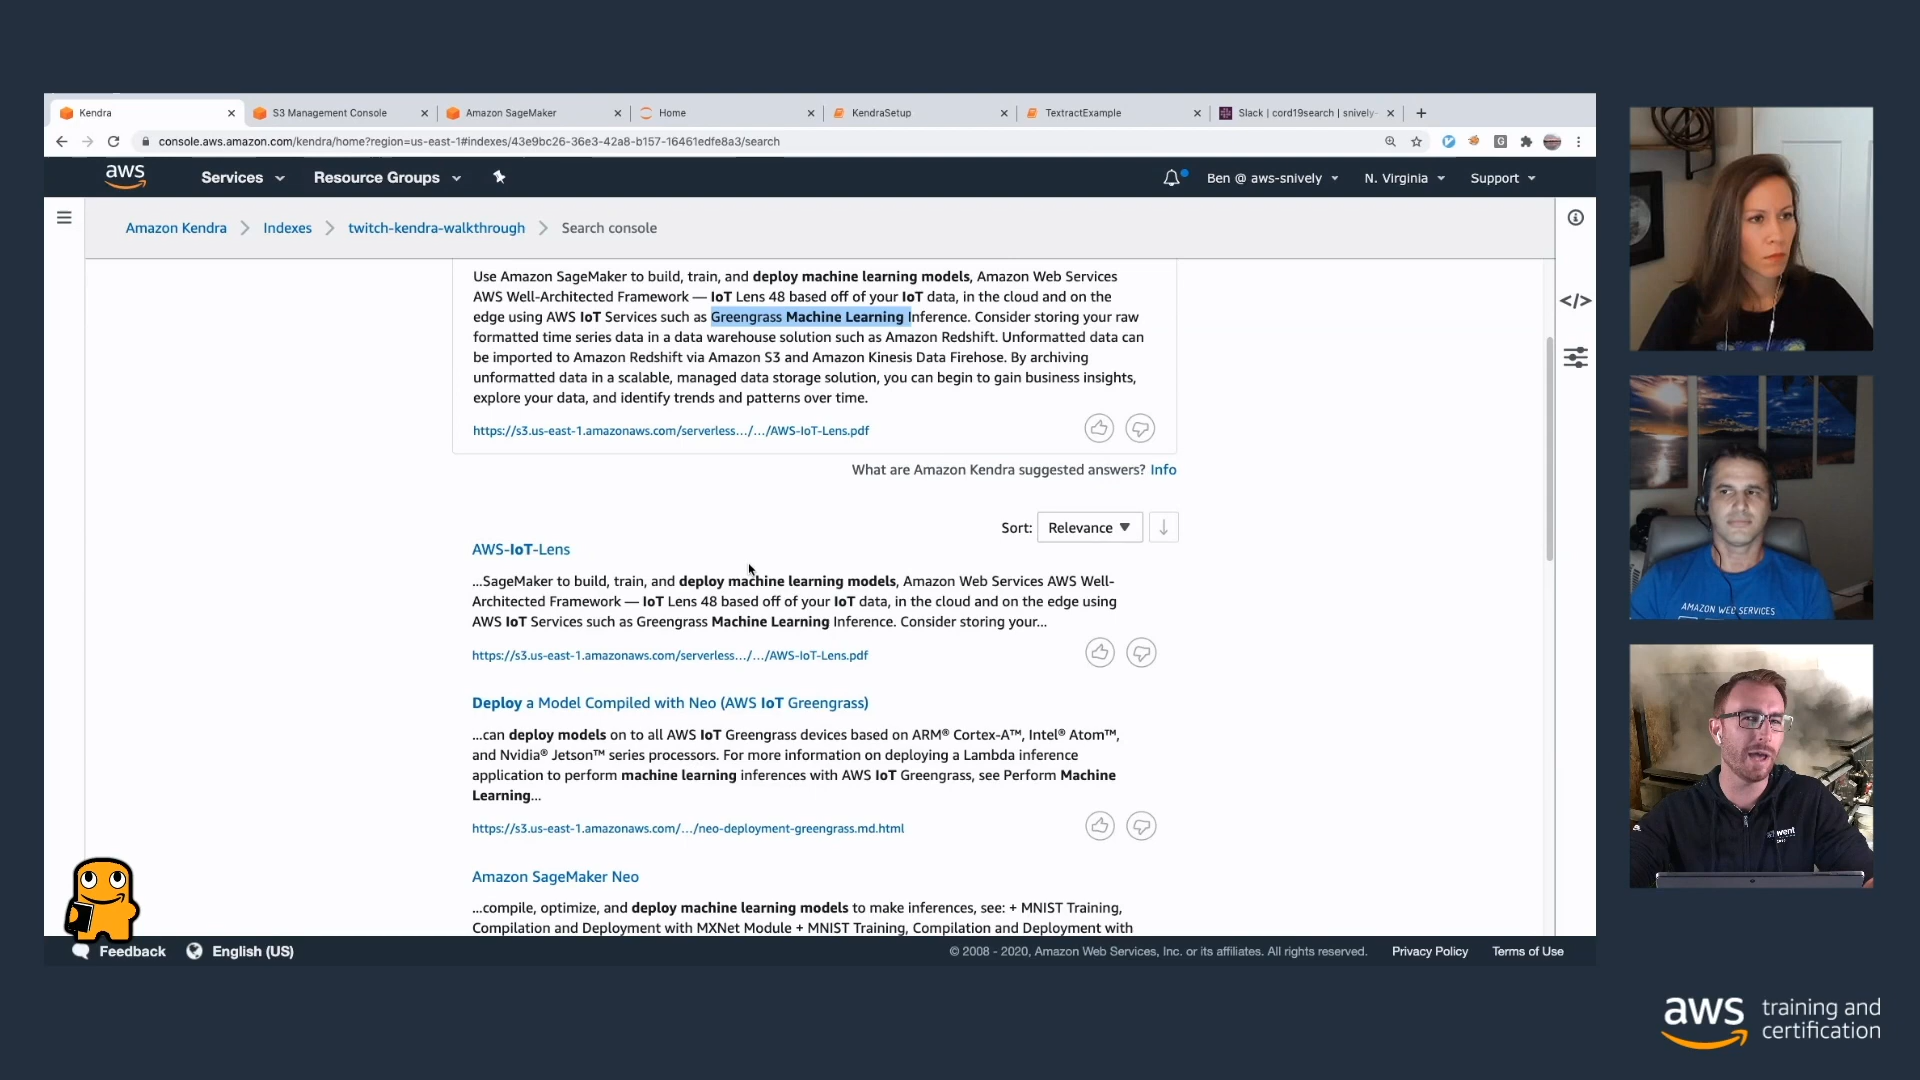 Kendra
S3 Management Console
Amazon SageMaker
Home
KendraSetup
TextractExample
Slack | cord19search | snively-
console.aws.amazon.com/kendra/home?region=us-east-1#indexes/43e9bc26-36e3-42a8-b157-16461edfe8a3/search
aws
Services
Resource Groups
Ben @ aws-snively
N. Virginia
Support
Amazon Kendra
Indexes
twitch-kendra-walkthrough
Search console
Use Amazon SageMaker to build, train, and deploy machine learning models, Amazon Web Services
AWS Well-Architected Framework — IoT Lens 48 based off of your IoT data, in the cloud and on the
edge using AWS IoT Services such as Greengrass Machine Learning Inference. Consider storing your raw
formatted time series data in a data warehouse solution such as Amazon Redshift. Unformatted data can
be imported to Amazon Redshift via Amazon S3 and Amazon Kinesis Data Firehose. By archiving
unformatted data in a scalable, managed data storage solution, you can begin to gain business insights,
explore your data, and identify trends and patterns over time.
https://s3.us-east-1.amazonaws.com/serverless.../.../AWS-IoT-Lens.pdf
What are Amazon Kendra suggested answers? Info
Sort: Relevance
AWS-IoT-Lens
...SageMaker to build, train, and deploy machine learning models, Amazon Web Services AWS Well-
Architected Framework — IoT Lens 48 based off of your IoT data, in the cloud and on the edge using
AWS IoT Services such as Greengrass Machine Learning Inference. Consider storing your...
https://s3.us-east-1.amazonaws.com/serverless.../.../AWS-IoT-Lens.pdf
Deploy a Model Compiled with Neo (AWS IoT Greengrass)
...can deploy models on to all AWS IoT Greengrass devices based on ARM® Cortex-A™, Intel® Atom™,
and Nvidia® Jetson™ series processors. For more information on deploying a Lambda inference
application to perform machine learning inferences with AWS IoT Greengrass, see Perform Machine
Learning...
https://s3.us-east-1.amazonaws.com/.../neo-deployment-greengrass.md.html
Amazon SageMaker Neo
...compile, optimize, and deploy machine learning models to make inferences, see: + MNIST Training,
Compilation and Deployment with MXNet Module + MNIST Training, Compilation and Deployment with
Feedback
English (US)
© 2008 - 2020, Amazon Web Services, Inc. or its affiliates. All rights reserved.
Privacy Policy
Terms of Use
AMAZON WEB SERVICES
aws training and
certification